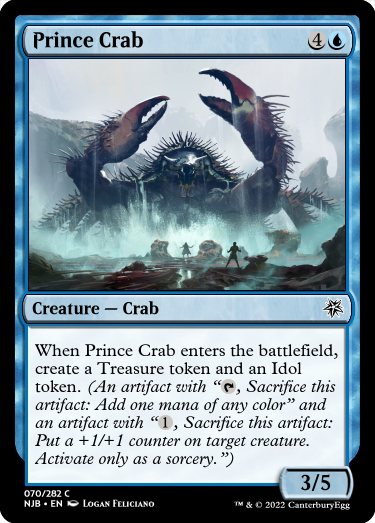 Prince Crab 4
Creature — Crab
When Prince Crab enters the battlefield,
create a Treasure token and an Idol
token. (An artifact with “, Sacrifice this
artifact: Add one mana of any color” and
an artifact with “1, Sacrifice this artifact:
Put a +1/+1 counter on target creature.
Activate only as a sorcery.”)
3/5
070/282 C
NJB • EN Logan Feliciano
™ & © 2022 CanterburyEgg